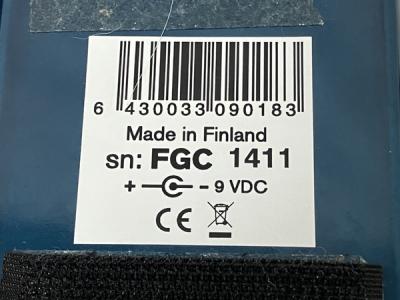 6 430033 090183
Made in Finland
sn: FGC 1411
+ - 9 VDC
CE